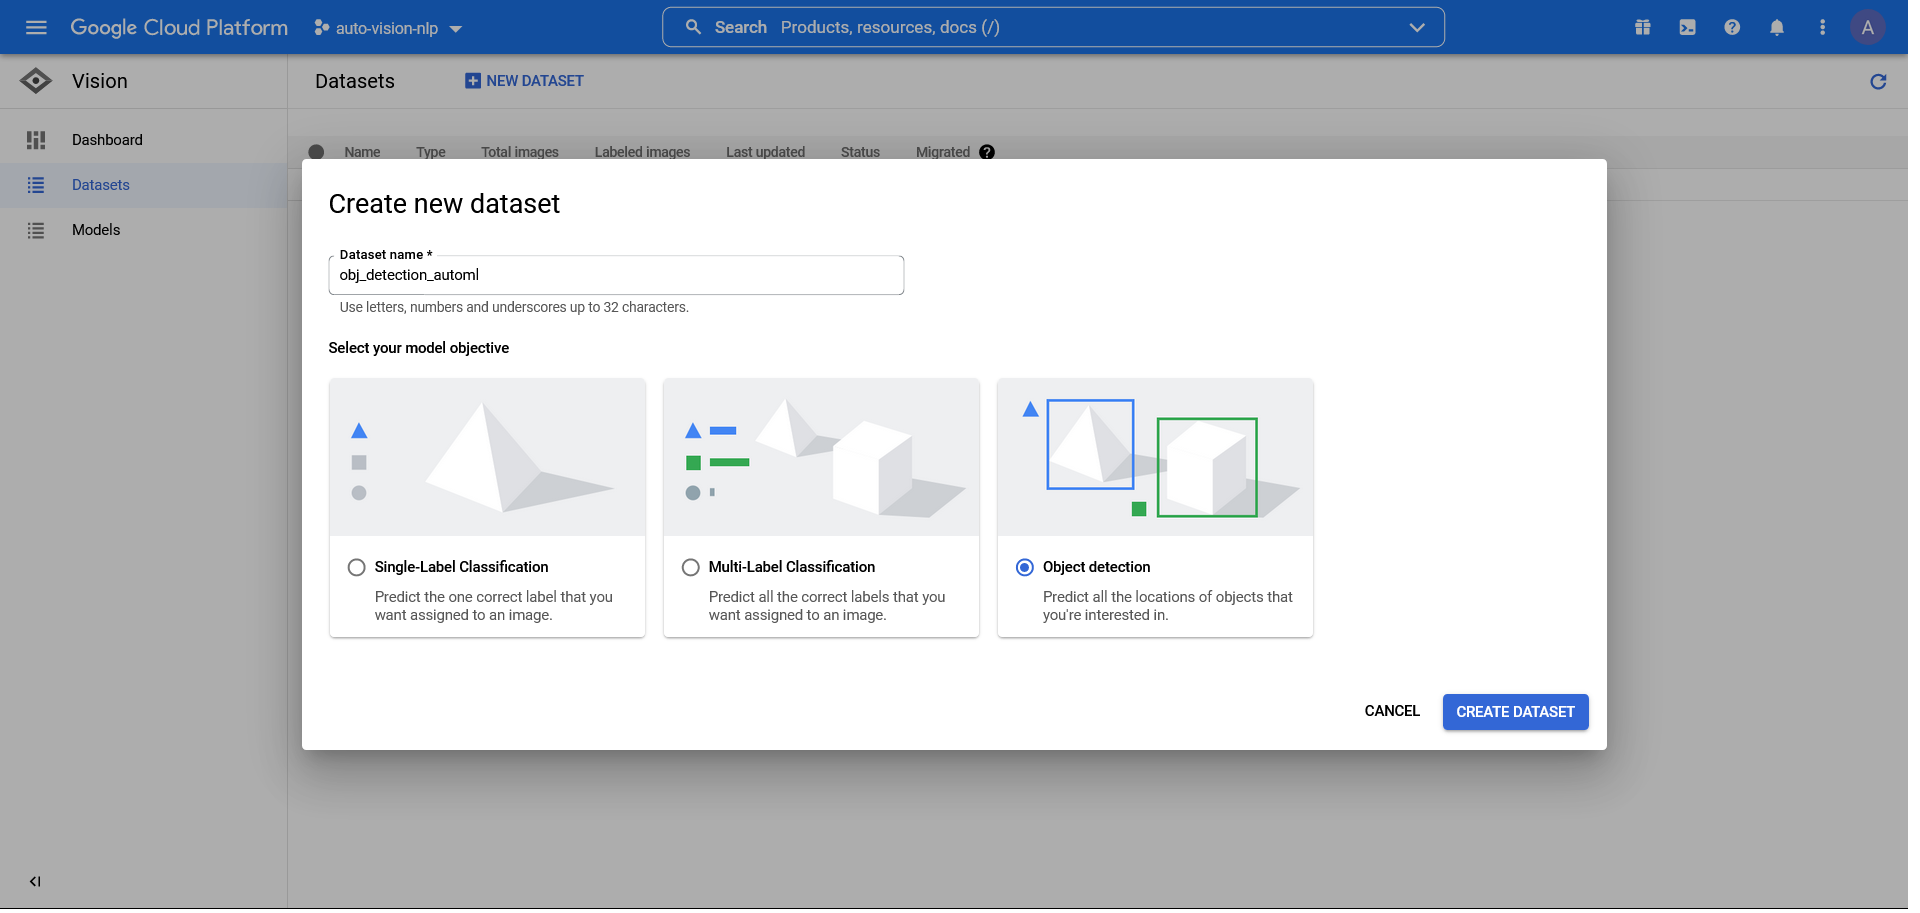 Google Cloud Platform
auto-vision-nlp
Search Products, resources, docs (/)
A
Vision
Datasets
NEW DATASET
Dashboard
Datasets
Models
Name Type Total images Labeled images Last updated Status Migrated ?
Create new dataset
Dataset name *
obj_detection_automl
Use letters, numbers and underscores up to 32 characters.
Select your model objective
Single-Label Classification
Predict the one correct label that you
want assigned to an image.
Multi-Label Classification
Predict all the correct labels that you
want assigned to an image.
Object detection
Predict all the locations of objects that
you're interested in.
CANCEL
CREATE DATASET